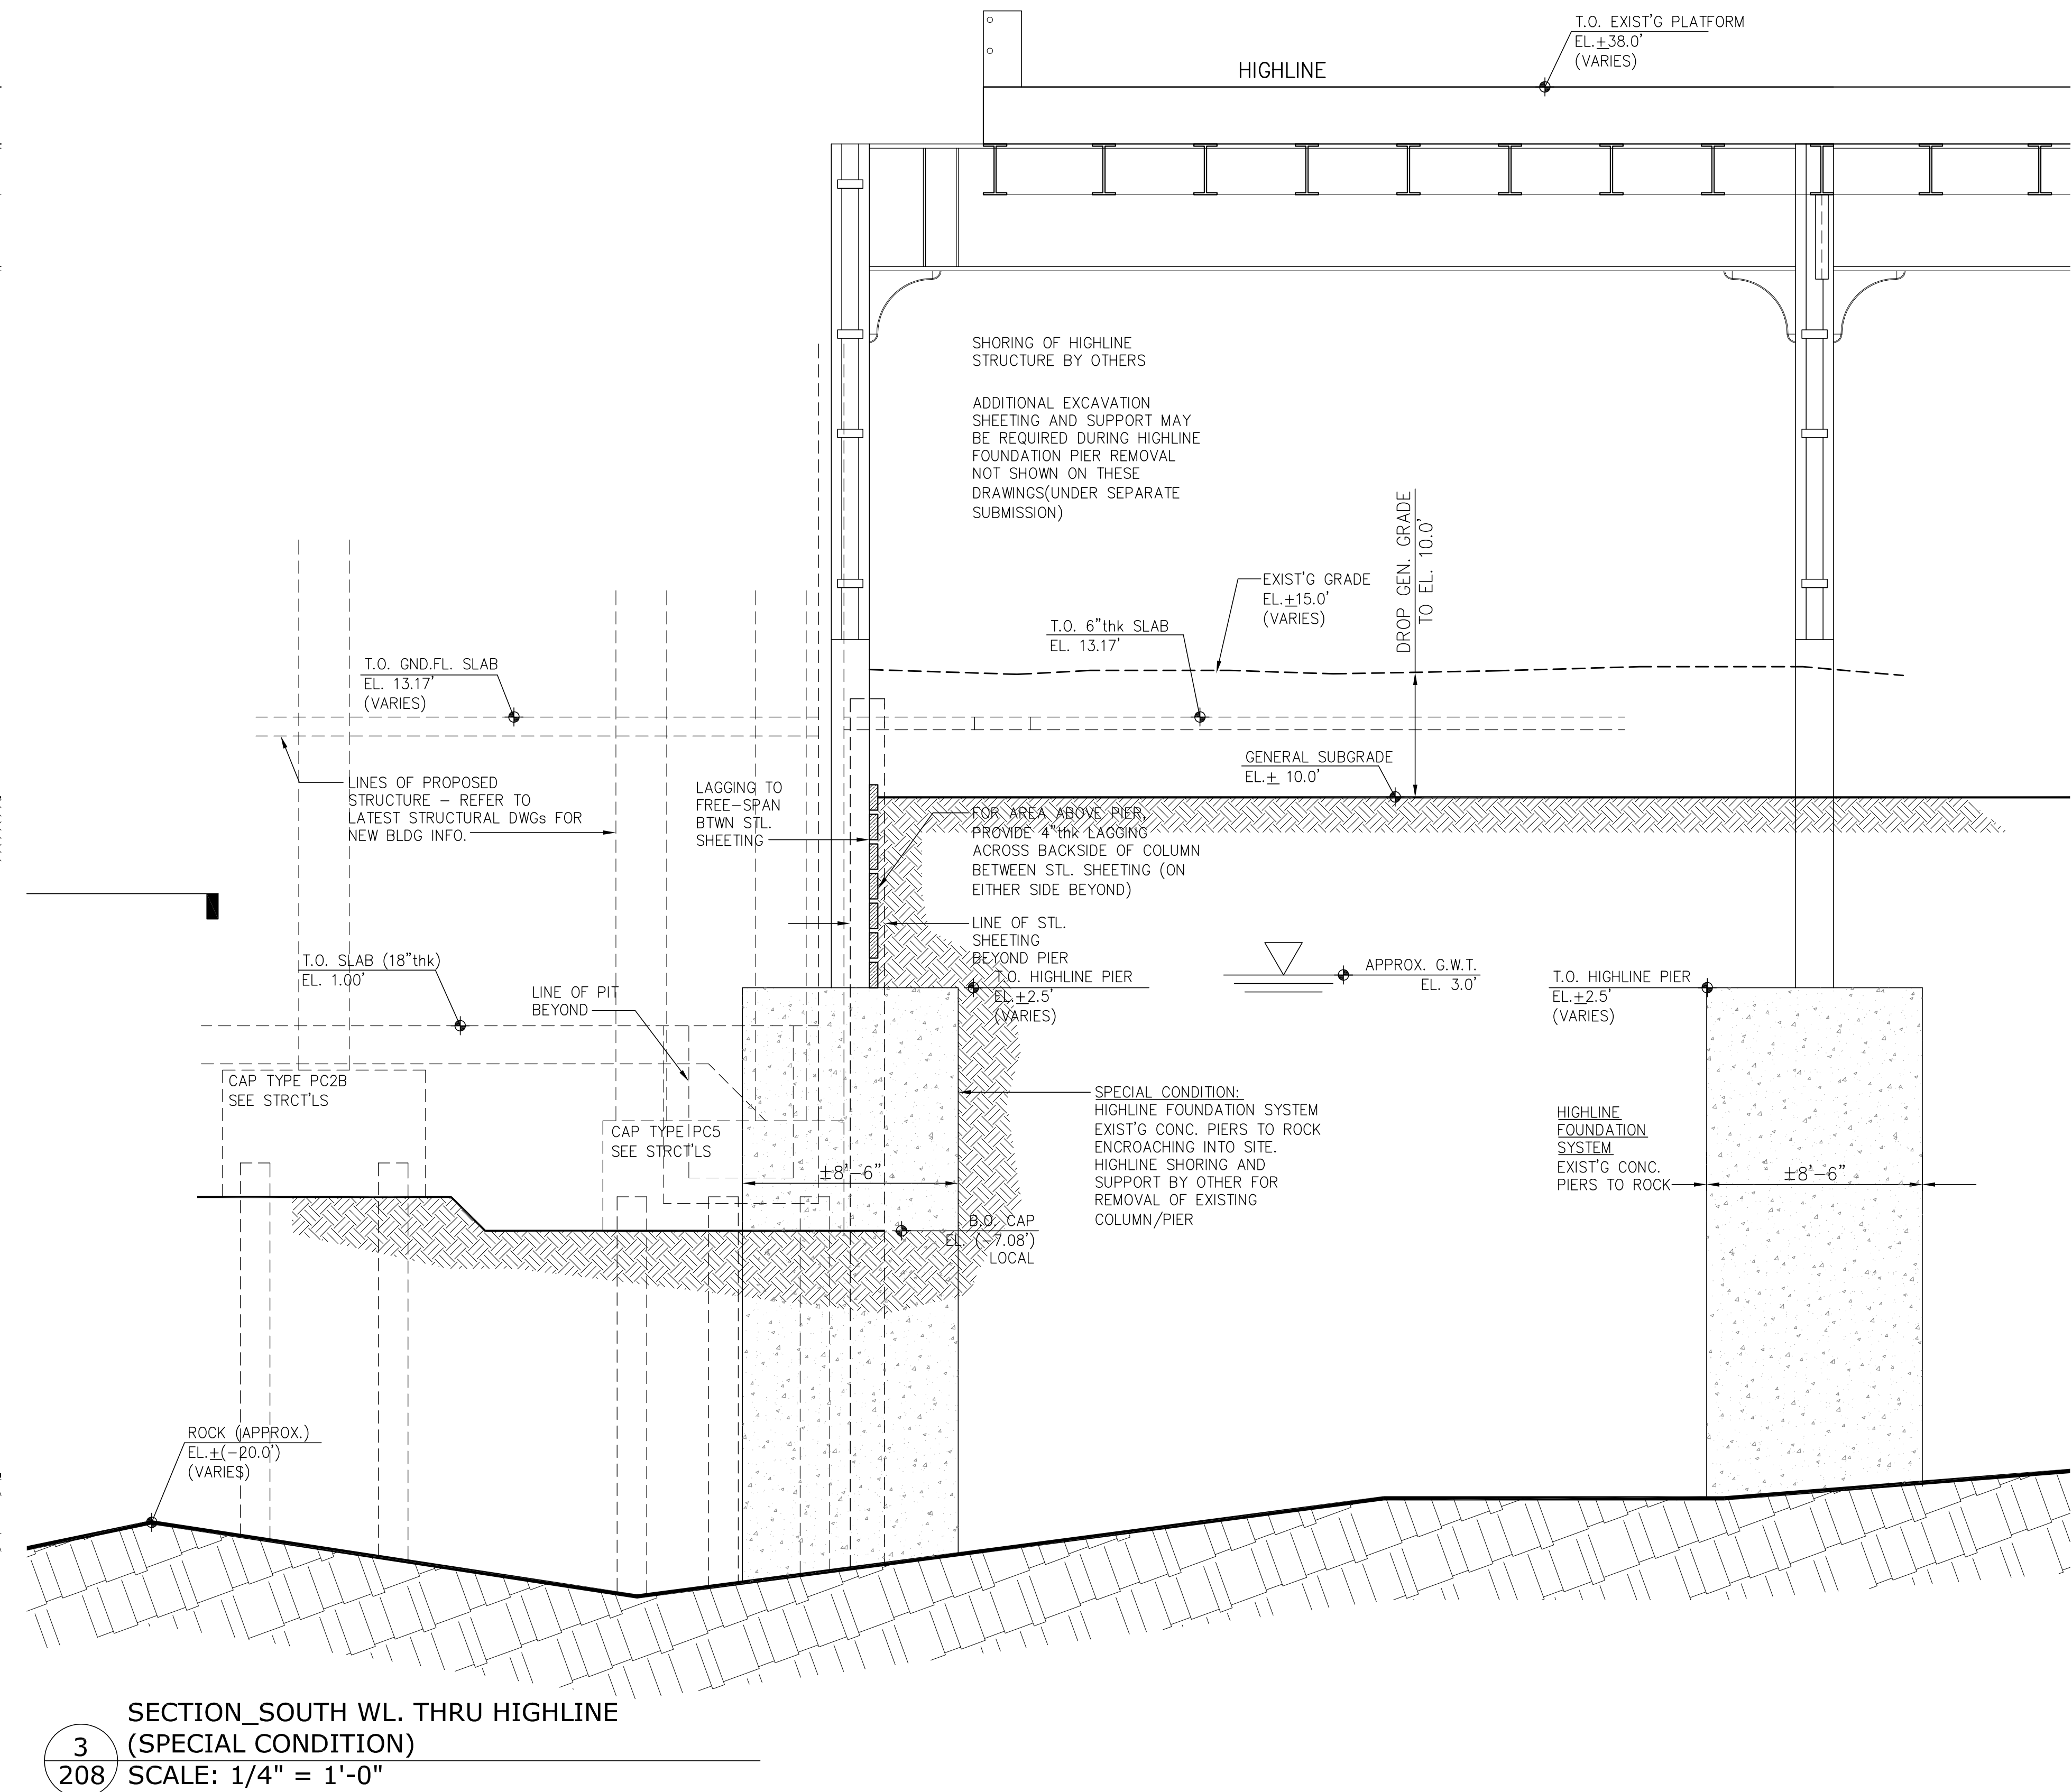 T.O. EXIST'G PLATFORM
EL.±38.0'
(VARIES)
HIGHLINE
SHORING OF HIGHLINE
STRUCTURE BY OTHERS
ADDITIONAL EXCAVATION
SHEETING AND SUPPORT MAY
BE REQUIRED DURING HIGHLINE
FOUNDATION PIER REMOVAL
NOT SHOWN ON THESE
DRAWINGS(UNDER SEPARATE
SUBMISSION)
DROP GEN. GRADE
TO EL. 10.0'
EXIST'G GRADE
EL.±15.0'
(VARIES)
T.O. 6"thk SLAB
EL. 13.17'
T.O. GND.FL. SLAB
EL. 13.17'
(VARIES)
GENERAL SUBGRADE
EL.± 10.0'
LINES OF PROPOSED
STRUCTURE – REFER TO
LATEST STRUCTURAL DWGs FOR
NEW BLDG INFO.
LAGGING TO
FREE–SPAN
BTWN STL.
SHEETING
FOR AREA ABOVE PIER,
PROVIDE 4"thk LAGGING
ACROSS BACKSIDE OF COLUMN
BETWEEN STL. SHEETING (ON
EITHER SIDE BEYOND)
LINE OF STL.
SHEETING
BEYOND PIER
T.O. HIGHLINE PIER
EL.±2.5'
(VARIES)
APPROX. G.W.T.
EL. 3.0'
T.O. HIGHLINE PIER
EL.±2.5'
(VARIES)
T.O. SLAB (18"thk)
EL. 1.00'
LINE OF PIT
BEYOND
CAP TYPE PC2B
SEE STRCT'LS
CAP TYPE PC5
SEE STRCT'LS
±8'–6"
SPECIAL CONDITION:
HIGHLINE FOUNDATION SYSTEM
EXIST'G CONC. PIERS TO ROCK
ENCROACHING INTO SITE.
HIGHLINE SHORING AND
SUPPORT BY OTHER FOR
REMOVAL OF EXISTING
COLUMN/PIER
HIGHLINE
FOUNDATION
SYSTEM
EXIST'G CONC.
PIERS TO ROCK
±8'–6"
B.O. CAP
EL. (–7.08')
LOCAL
ROCK (APPROX.)
EL.±(–20.0')
(VARIES)
3
208
SECTION_SOUTH WL. THRU HIGHLINE
(SPECIAL CONDITION)
SCALE: 1/4" = 1'-0"